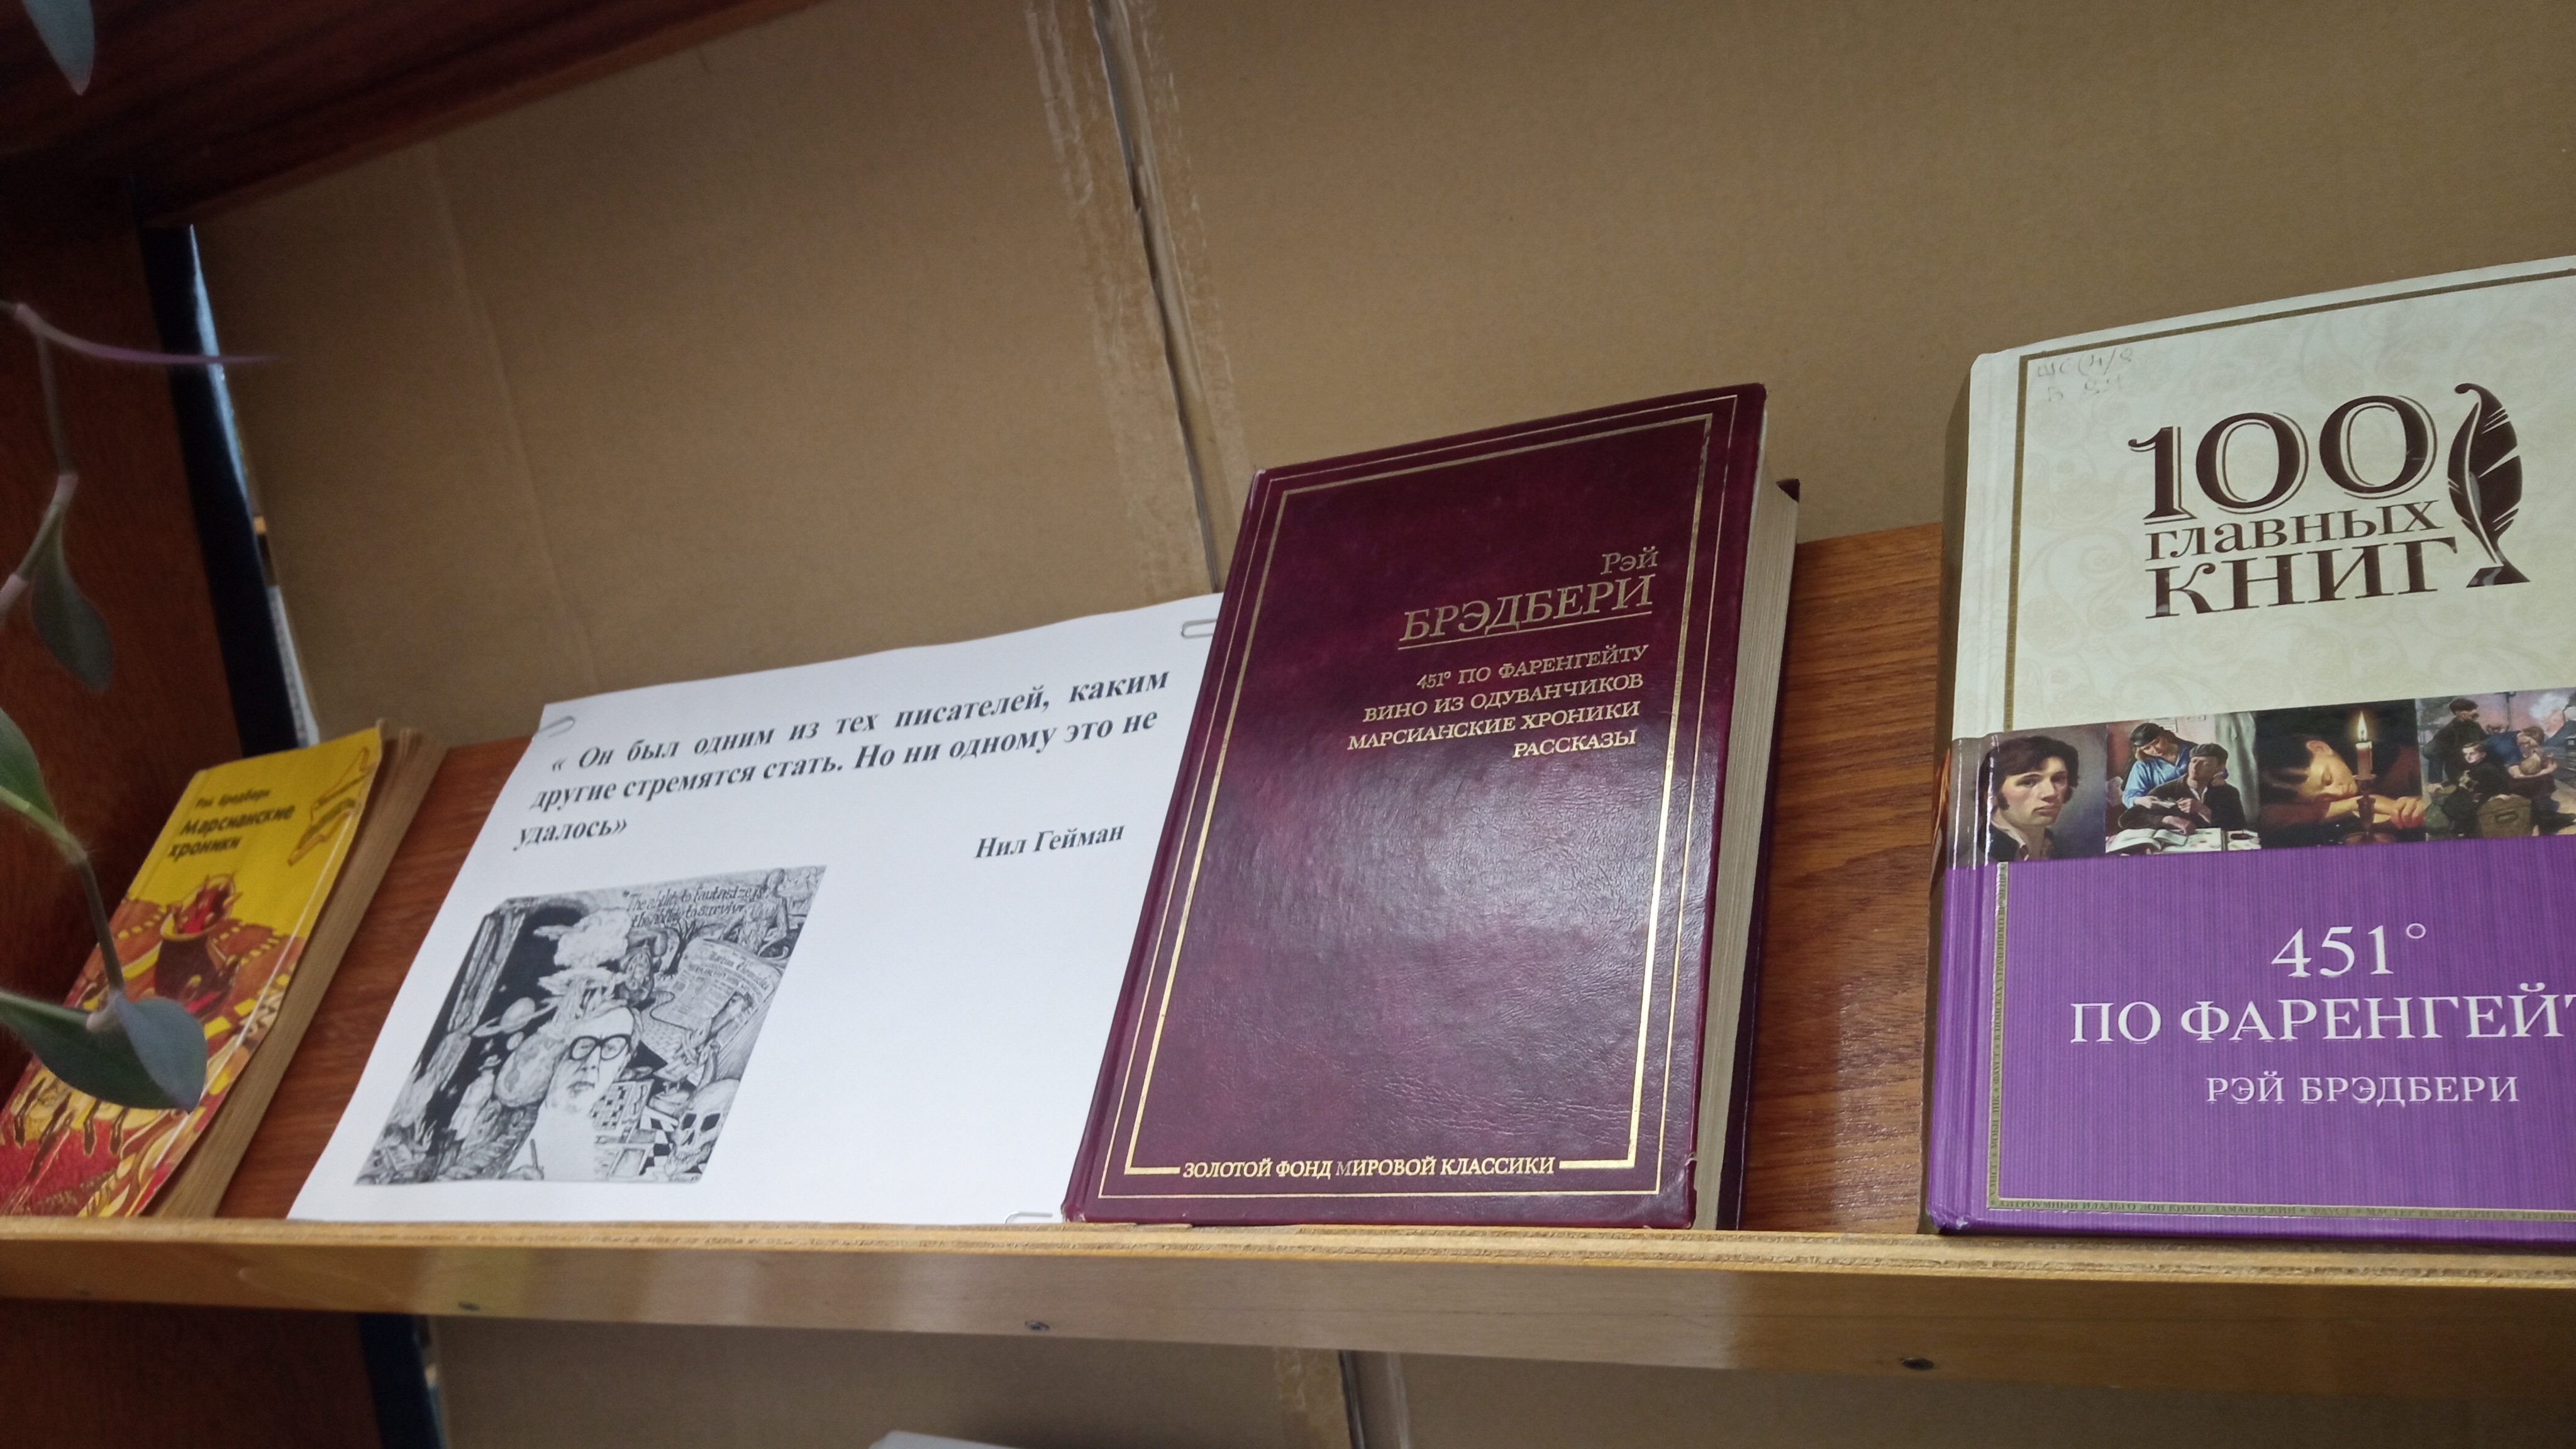 Рэй Брэдбери
Марсианские
хроники
« Он был одним из тех писателей, каким
другие стремятся стать. Но ни одному это не
удалось»
Нил Гейман
Рэй
БРЭДБЕРИ
451° ПО ФАРЕНГЕЙТУ
ВИНО ИЗ ОДУВАНЧИКОВ
МАРСИАНСКИЕ ХРОНИКИ
РАССКАЗЫ
ЗОЛОТОЙ ФОНД МИРОВОЙ КЛАССИКИ
100
главных
КНИГ
451°
ПО ФАРЕНГЕЙТ
РЭЙ БРЭДБЕРИ